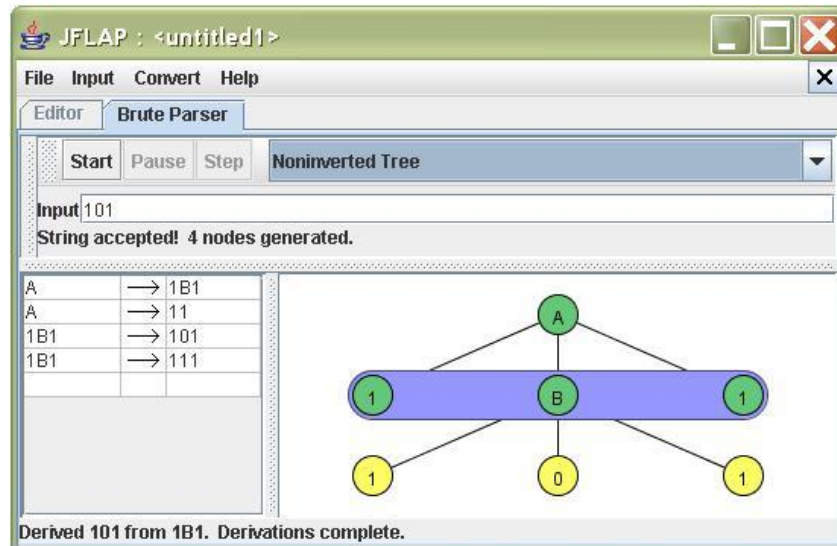 JFLAP : <untitled1>
File Input Convert Help
Editor Brute Parser
Start Pause Step Noninverted Tree
Input 101
String accepted! 4 nodes generated.
A → 1B1
A → 11
1B1 → 101
1B1 → 111
A
1 B 1
1 0 1
Derived 101 from 1B1. Derivations complete.